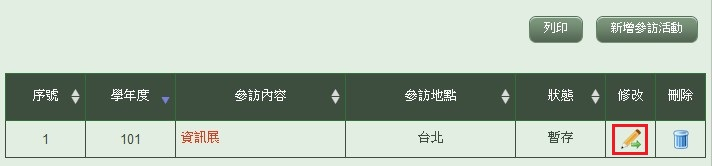 列印 新增參訪活動
序號 學年度 參訪內容 參訪地點 狀態 修改 刪除
1 101 資訊展 台北 暫存